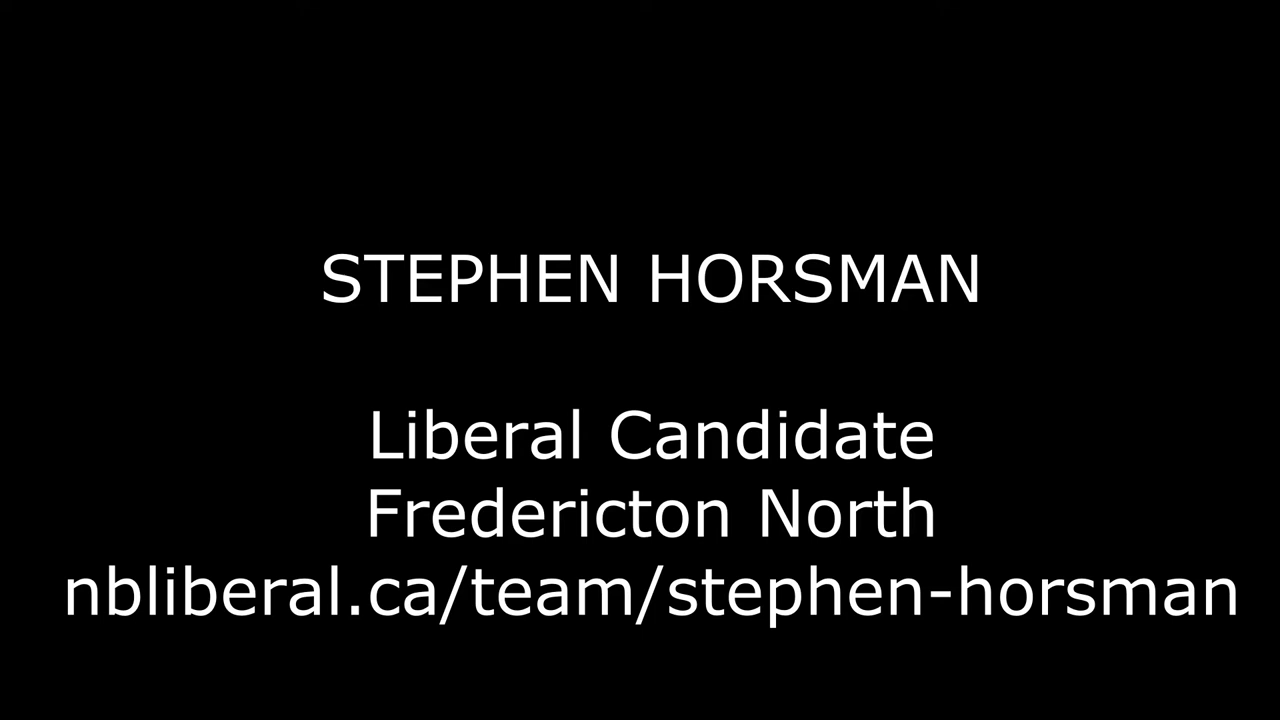 STEPHEN HORSMAN
Liberal Candidate
Fredericton North
nbliberal.ca/team/stephen-horsman